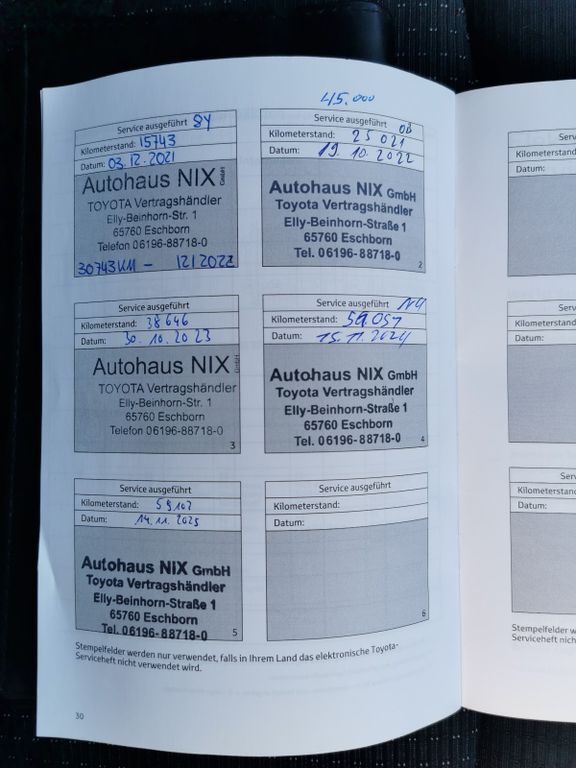 45.000
Service ausgeführt
Kilometerstand: 15743
Datum: 03.12.2021
Autohaus NIX GmbH
TOYOTA Vertragshändler
Elly-Beinhorn-Str. 1
65760 Eschborn
Telefon 06196-88718-0
30743 KM – 12/2022
Service ausgeführt
Kilometerstand: 25021
Datum: 19.10.2022
Autohaus NIX GmbH
Toyota Vertragshändler
Elly-Beinhorn-Straße 1
65760 Eschborn
Tel. 06196-88718-0
2
Service ausgeführt
Kilometerstand: 38646
Datum: 30.10.2023
Autohaus NIX GmbH
TOYOTA Vertragshändler
Elly-Beinhorn-Str. 1
65760 Eschborn
Telefon 06196-88718-0
3
Service ausgeführt
Kilometerstand:
Datum: 15.11.2024
Autohaus NIX GmbH
Toyota Vertragshändler
Elly-Beinhorn-Straße 1
65760 Eschborn
Tel. 06196-88718-0
4
Service ausgeführt
Kilometerstand: 59102
Datum: 14.11.2025
Autohaus NIX GmbH
Toyota Vertragshändler
Elly-Beinhorn-Straße 1
65760 Eschborn
Tel. 06196-88718-0
5
Service ausgeführt
Kilometerstand:
Datum:
6
Stempelfelder werden nur verwendet, falls in Ihrem Land das elektronische Toyota-
Serviceheft nicht verwendet wird.
30
Kilometerstand:
Datum:
Kilometerstand:
Datum:
Kilometerstand:
Datum:
Stempelfelder
Serviceheft nicht